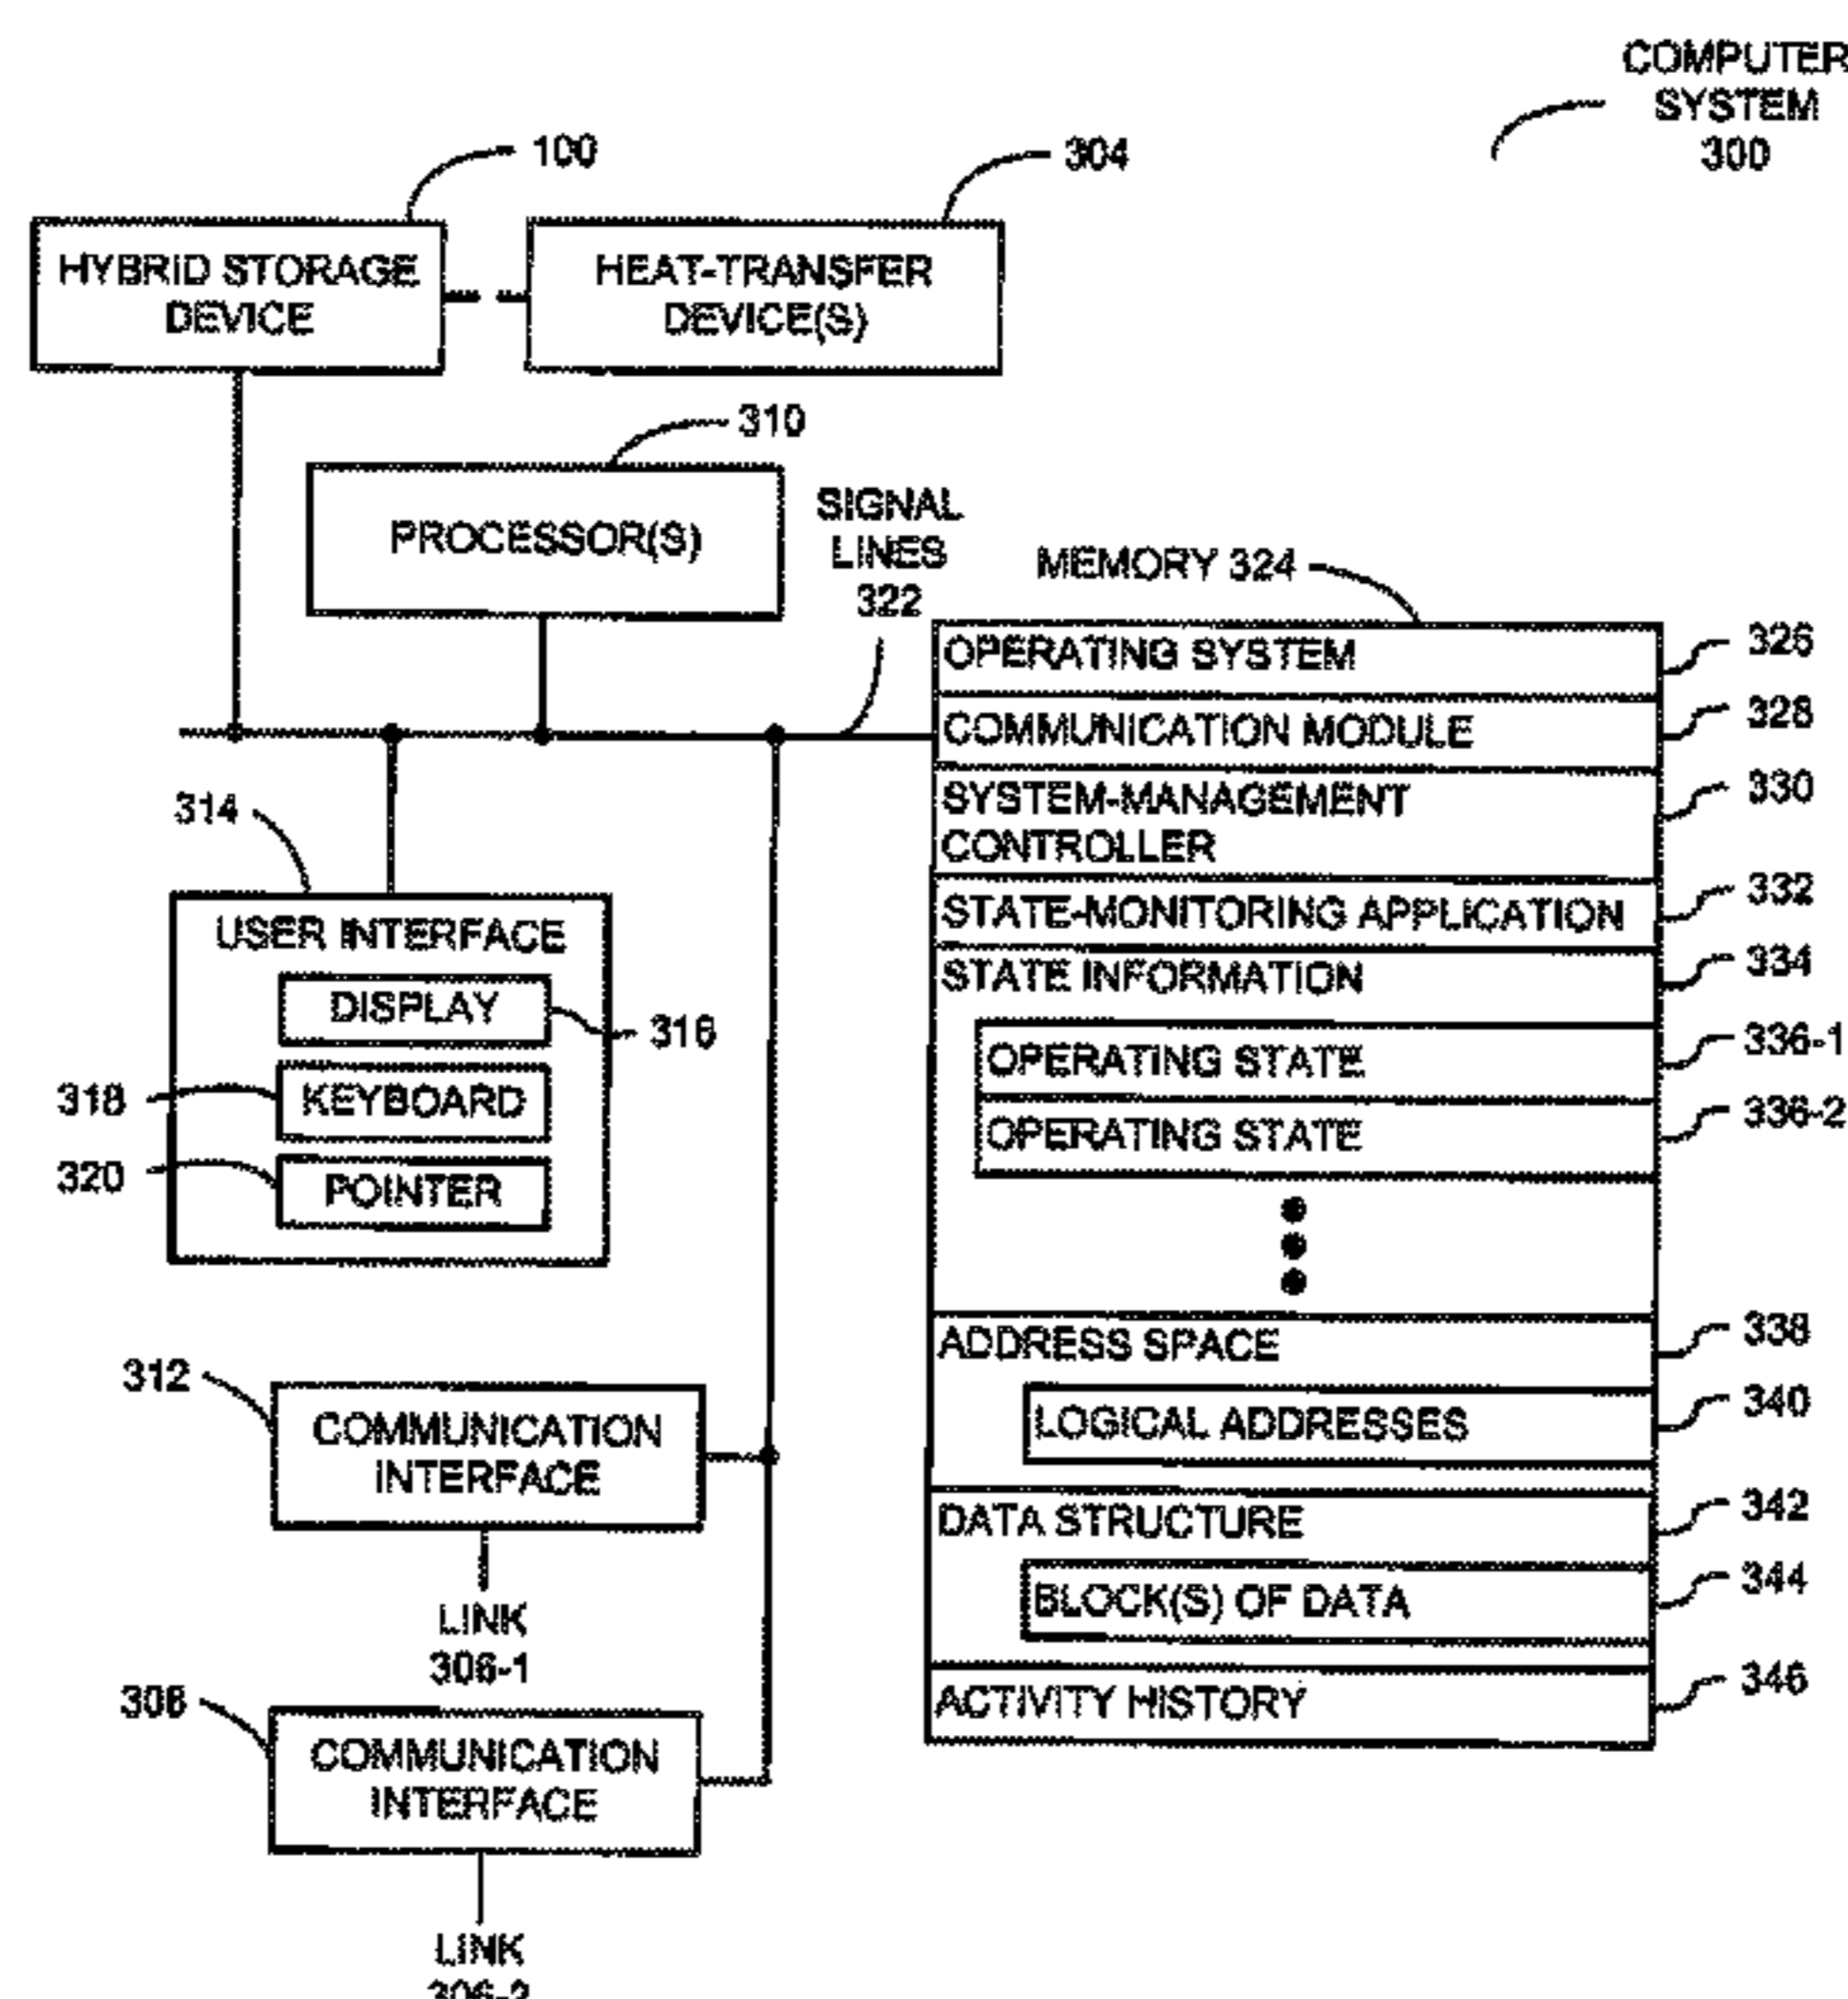 COMPUTER
SYSTEM
300
100
304
HYBRID STORAGE
DEVICE
HEAT-TRANSFER
DEVICE(S)
310
PROCESSOR(S)
SIGNAL
LINES
322
MEMORY 324
OPERATING SYSTEM
326
COMMUNICATION MODULE
328
SYSTEM-MANAGEMENT
CONTROLLER
330
STATE-MONITORING APPLICATION
332
STATE INFORMATION
334
OPERATING STATE
336-1
OPERATING STATE
336-2
ADDRESS SPACE
338
LOGICAL ADDRESSES
340
DATA STRUCTURE
342
BLOCK(S) OF DATA
344
ACTIVITY HISTORY
346
314
USER INTERFACE
DISPLAY
316
318
KEYBOARD
320
POINTER
312
COMMUNICATION
INTERFACE
LINK
306-1
308
COMMUNICATION
INTERFACE
LINK
306-2